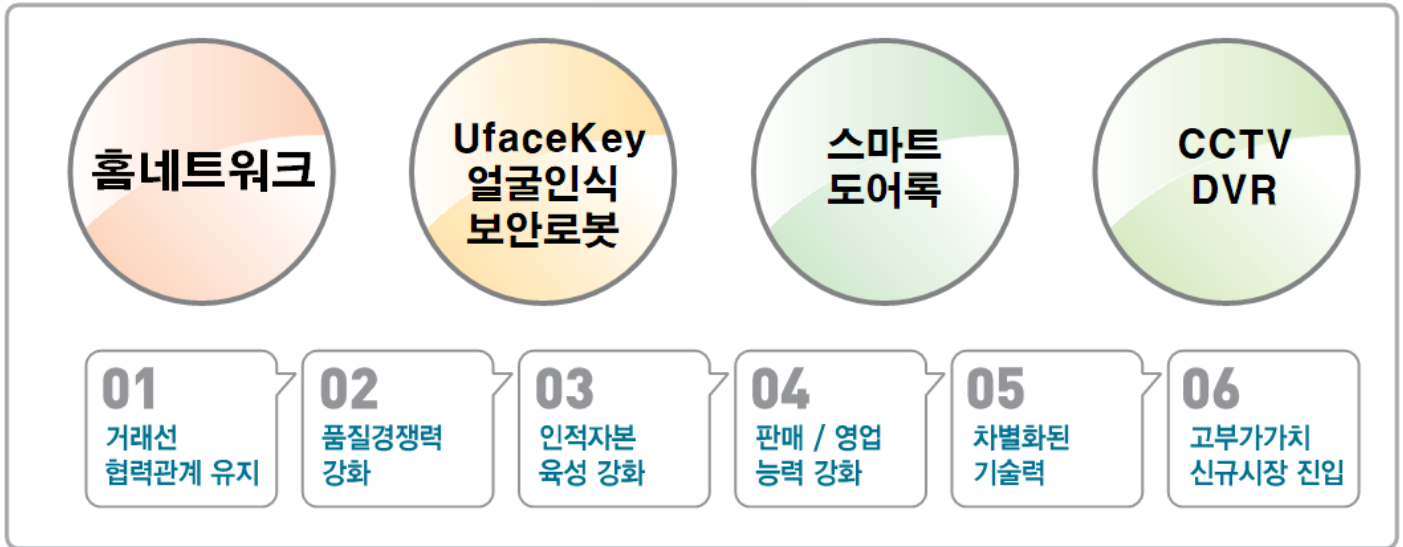 홈네트워크
UfaceKey
얼굴인식
보안로봇
스마트
도어록
CCTV
DVR
01
거래선
협력관계 유지
02
품질경쟁력
강화
03
인적자본
육성 강화
04
판매 / 영업
능력 강화
05
차별화된
기술력
06
고부가가치
신규시장 진입